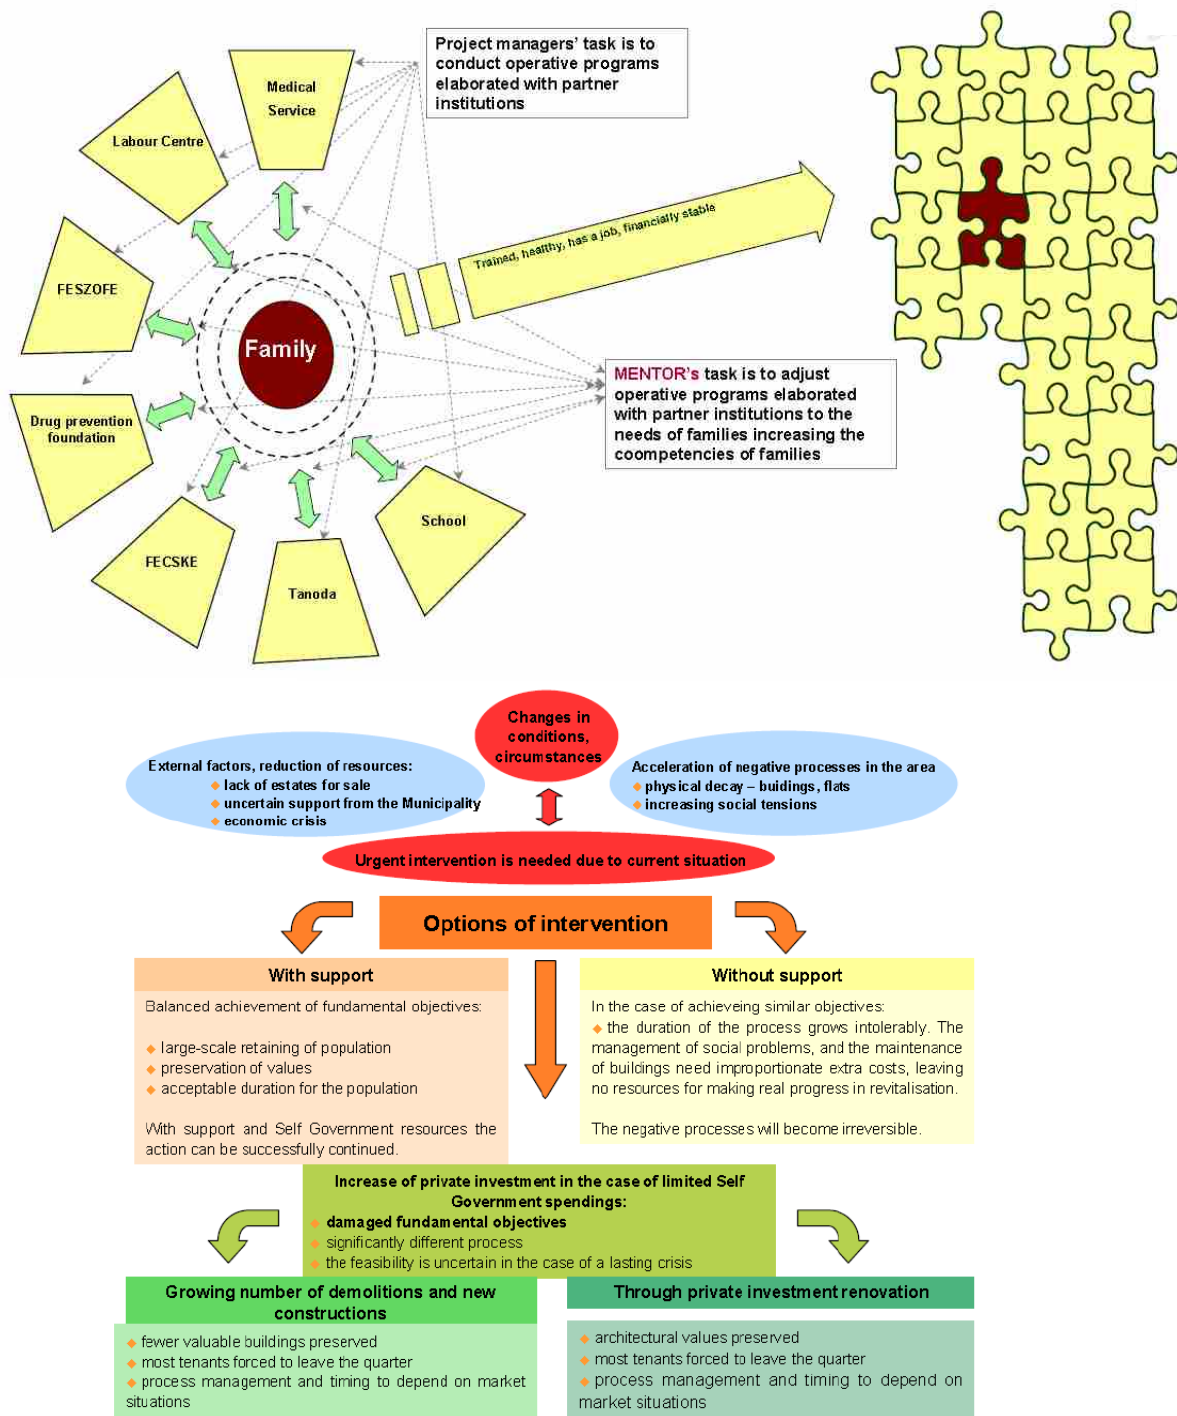 Project managers' task is to
conduct operative programs
elaborated with partner
institutions
Medical
Service
Labour Centre
FESZOFE
Drug prevention
foundation
FECSKE
Tanoda
School
Family
Trained, healthy, has a job, financially stable
MENTOR's task is to adjust
operative programs elaborated
with partner institutions to the
needs of families increasing the
coompetencies of families
Changes in
conditions,
circumstances
External factors, reduction of resources:
lack of estates for sale
uncertain support from the Municipality
economic crisis
Acceleration of negative processes in the area
physical decay – buidings, flats
increasing social tensions
Urgent intervention is needed due to current situation
Options of intervention
With support
Balanced achievement of fundamental objectives:
large-scale retaining of population
preservation of values
acceptable duration for the population
With support and Self Government resources the
action can be successfully continued.
Without support
In the case of achieveing similar objectives:
the duration of the process grows intolerably. The
management of social problems, and the maintenance
of buildings need improportionate extra costs, leaving
no resources for making real progress in revitalisation.
The negative processes will become irreversible.
Increase of private investment in the case of limited Self
Government spendings:
damaged fundamental objectives
significantly different process
the feasibility is uncertain in the case of a lasting crisis
Growing number of demolitions and new
constructions
fewer valuable buildings preserved
most tenants forced to leave the quarter
process management and timing to depend on market
situations
Through private investment renovation
architectural values preserved
most tenants forced to leave the quarter
process management and timing to depend on
market situations